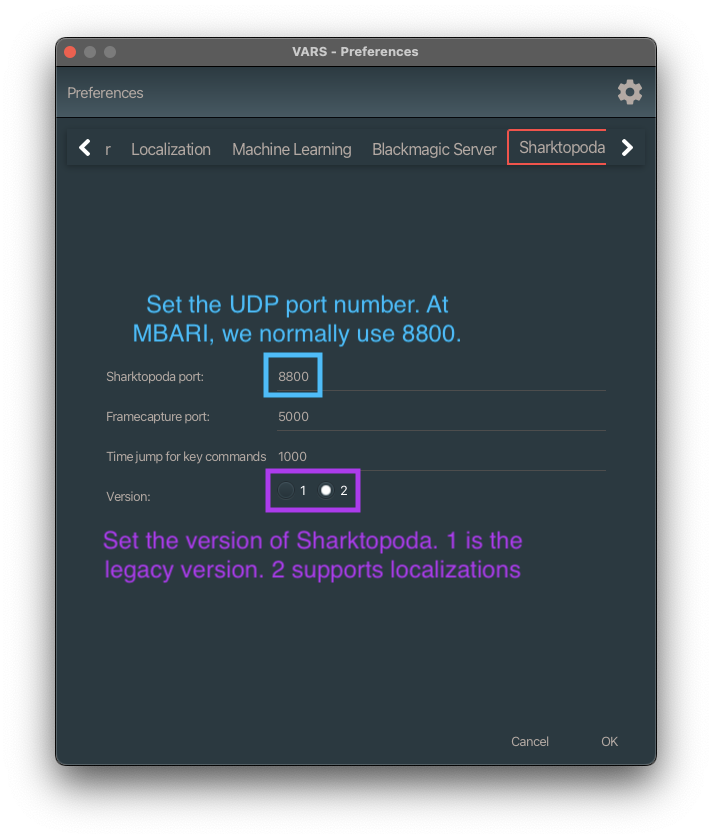 VARS - Preferences
Preferences
r Localization Machine Learning Blackmagic Server Sharktopoda
Set the UDP port number. At
MBARI, we normally use 8800.
Sharktopoda port: 8800
Framecapture port: 5000
Time jump for key commands 1000
Version: 1 2
Set the version of Sharktopoda. 1 is the
legacy version. 2 supports localizations
Cancel OK